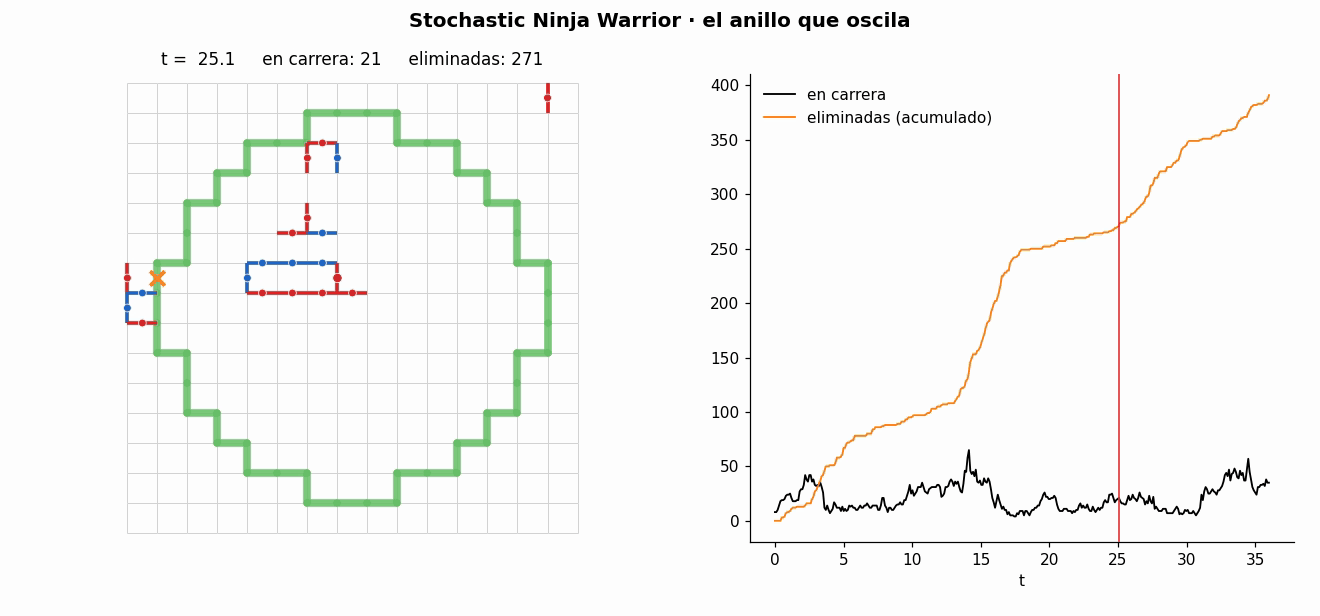 Stochastic Ninja Warrior · el anillo que oscila
t =  25.1     en carrera: 21     eliminadas: 271
en carrera
eliminadas (acumulado)
400
350
300
250
200
150
100
50
0
0 5 10 15 20 25 30 35
t